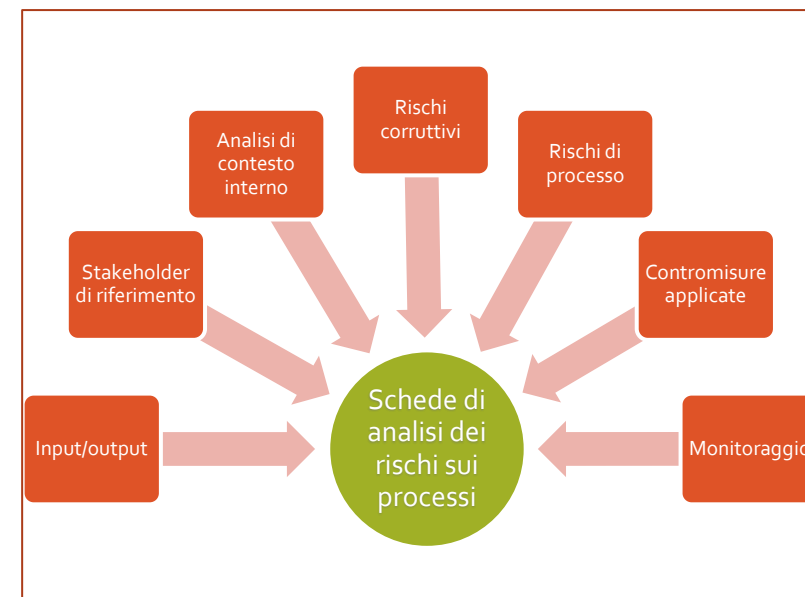 Rischi
corruttivi
Analisi di
contesto
interno
Rischi di
processo
Stakeholder
di riferimento
Contromisure
applicate
Input/output
Schede di
analisi dei
rischi sui
processi
Monitoraggio